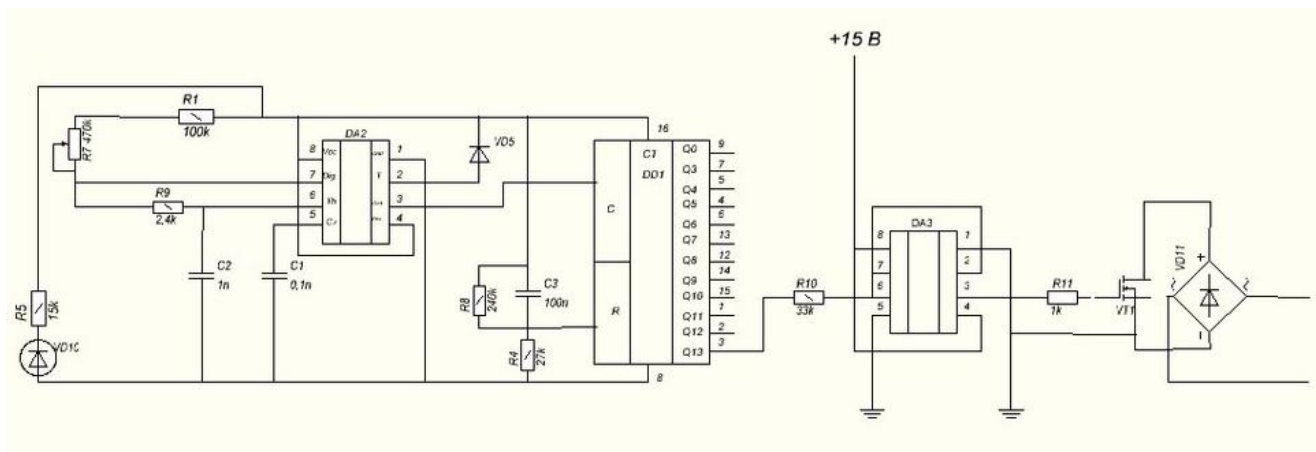 +15 В
R1
100k
R7 470k
R9
2,4k
R5
15k
VD10
C2
1n
C1
0,1n
DA2
8 Vcc 1
7 2
6 Th 3
5 4
VD5
R8
240k
C3
100n
R4
27k
16
CT
DD1
C
R
8
Q0 9
Q3 7
Q4 5
Q5 4
Q6 6
Q7 13
Q8 12
Q9 14
Q10 15
Q11 1
Q12 2
Q13 3
R10
33k
DA3
8 1
7 2
6 3
5 4
R11
1k
VT1
VD11
+
~ ~
-